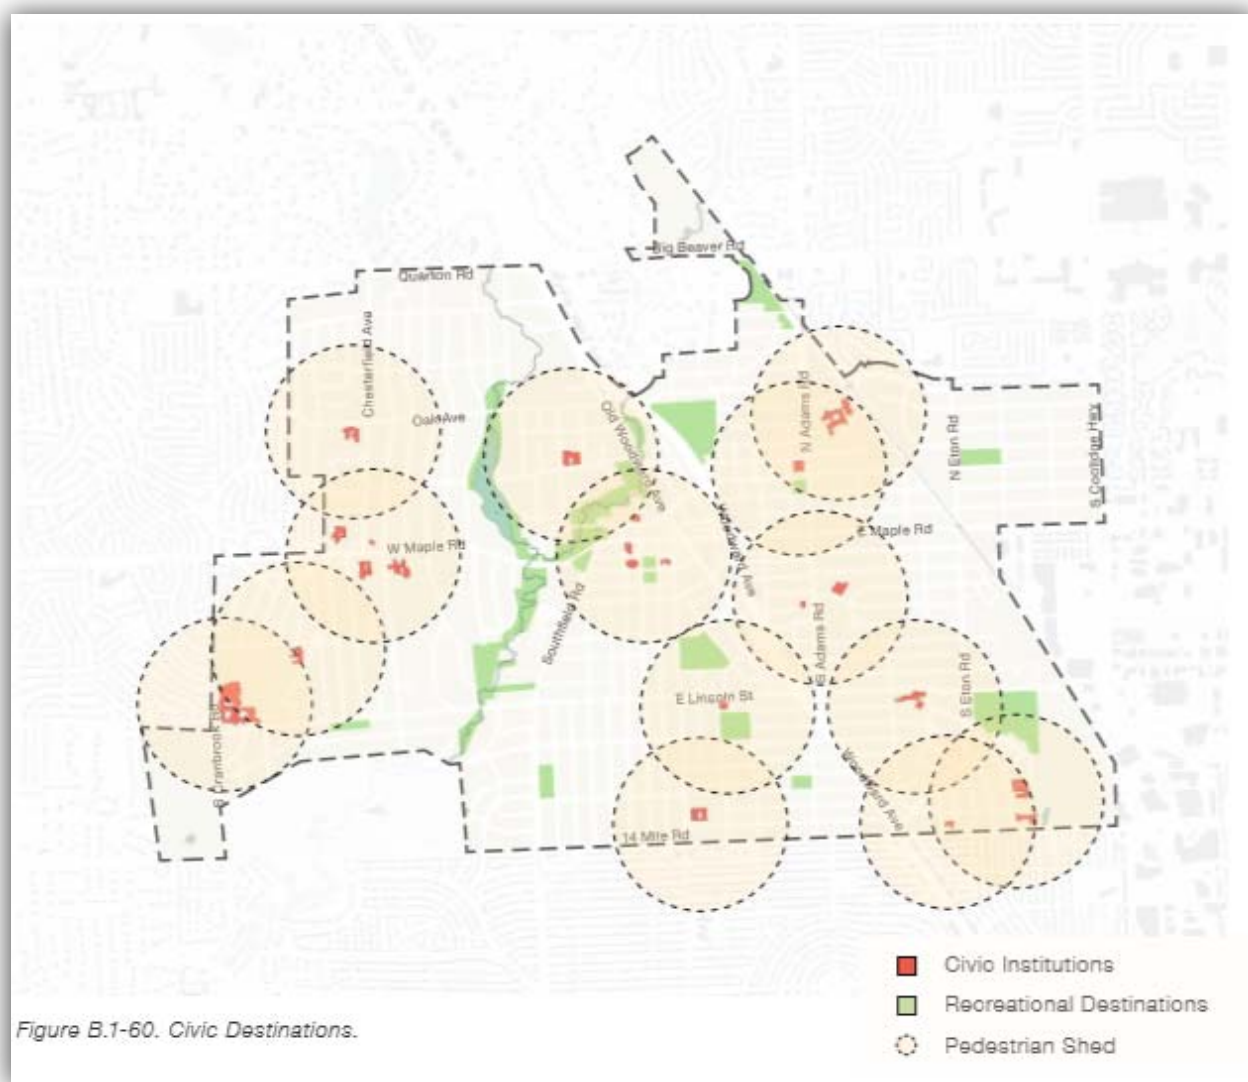 Big Beaver Rd
Quarton Rd
Chesterfield Ave
Oak Ave
Old Woodward Ave
N Adams Rd
N Eton Rd
S Coolidge Hwy
W Maple Rd
E Maple Rd
Woodward Ave
Southfield Rd
S Adams Rd
S Eton Rd
E Lincoln St
S Cranbrook Rd
Woodward Ave
14 Mile Rd
Civic Institutions
Recreational Destinations
Pedestrian Shed
Figure B.1-60. Civic Destinations.